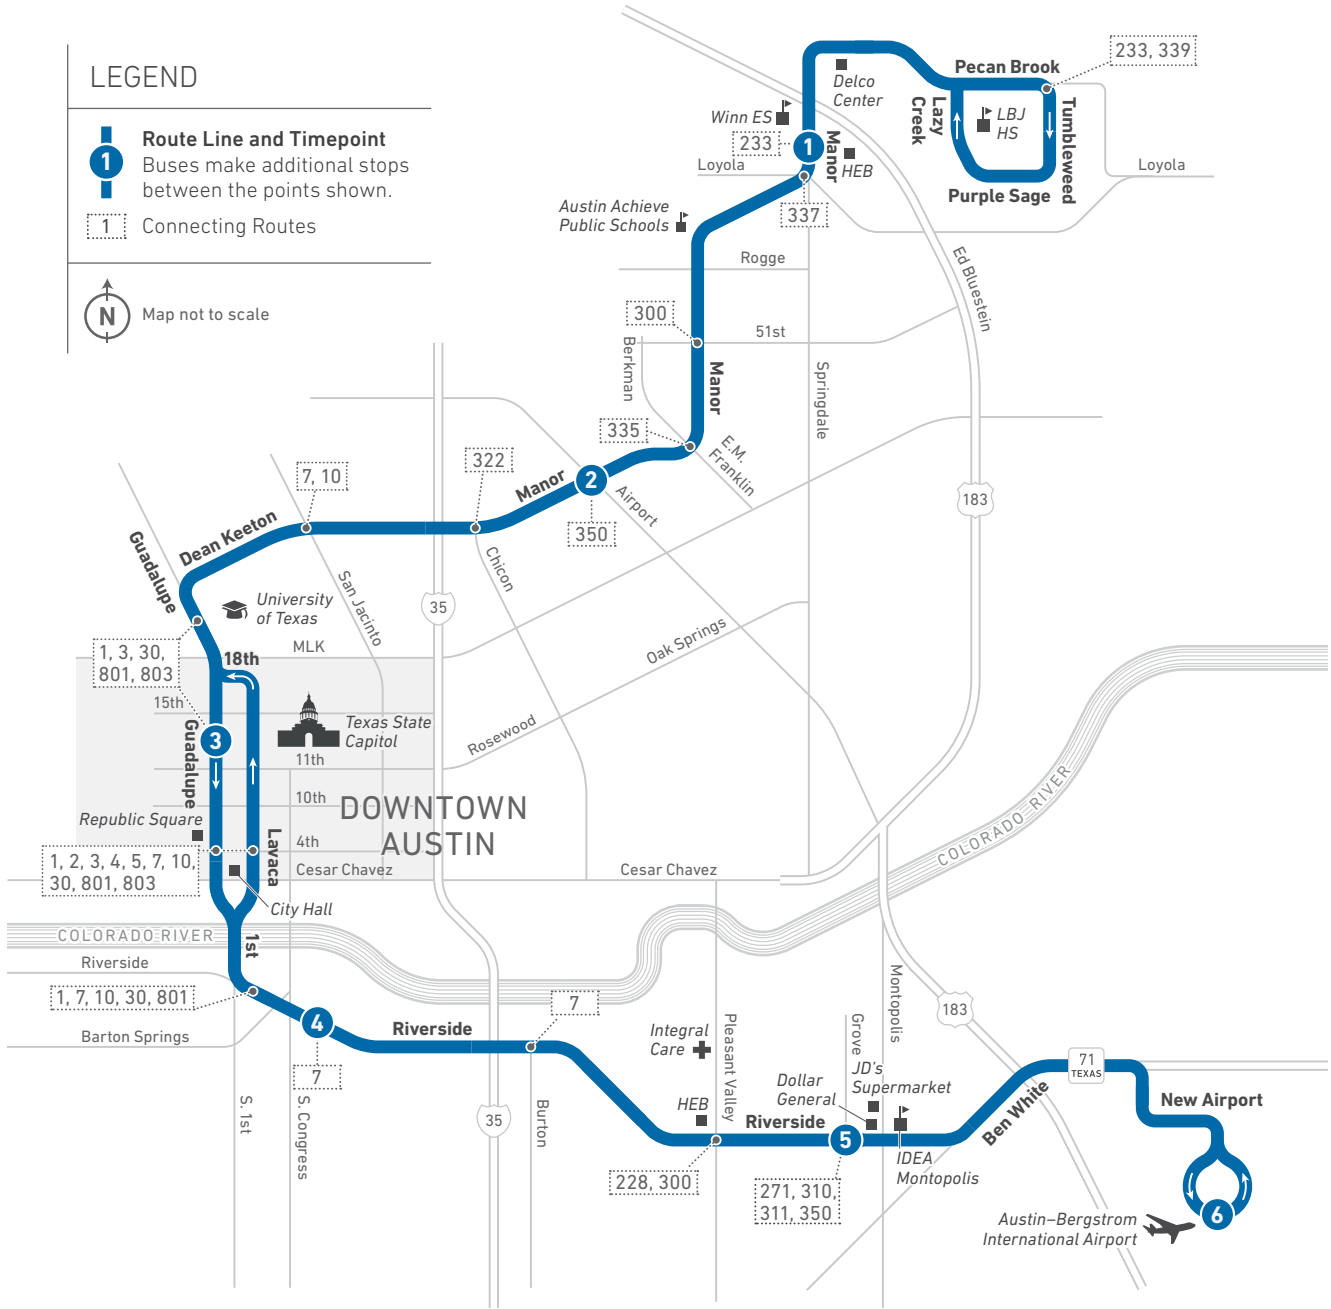 LEGEND
1
Route Line and Timepoint
Buses make additional stops
between the points shown.
1
Connecting Routes
N
Map not to scale
233, 339
Pecan Brook
Delco
Center
Lazy
Creek
LBJ
HS
Tumbleweed
Winn ES
233
1
Manor
HEB
Loyola
Loyola
Purple Sage
337
Austin Achieve
Public Schools
Rogge
Ed Bluestein
300
51st
Berkman
Manor
Springdale
335
E.M.
Franklin
322
Manor
2
7, 10
Airport
183
350
Dean Keeton
Guadalupe
Chicon
San Jacinto
University
of Texas
35
Oak Springs
1, 3, 30,
801, 803
MLK
18th
15th
Guadalupe
3
Texas State
Capitol
Rosewood
11th
10th
DOWNTOWN
AUSTIN
Republic Square
Lavaca
4th
1, 2, 3, 4, 5, 7, 10,
30, 801, 803
Cesar Chavez
Cesar Chavez
COLORADO RIVER
City Hall
COLORADO RIVER
1st
Riverside
1, 7, 10, 30, 801
7
Montopolis
183
4
Riverside
Barton Springs
Integral
Care
Pleasant Valley
Grove
7
JD's
Supermarket
Dollar
General
71
TEXAS
S. 1st
S. Congress
35
Burton
HEB
Riverside
5
Ben White
New Airport
IDEA
Montopolis
228, 300
271, 310,
311, 350
Austin–Bergstrom
International Airport
6